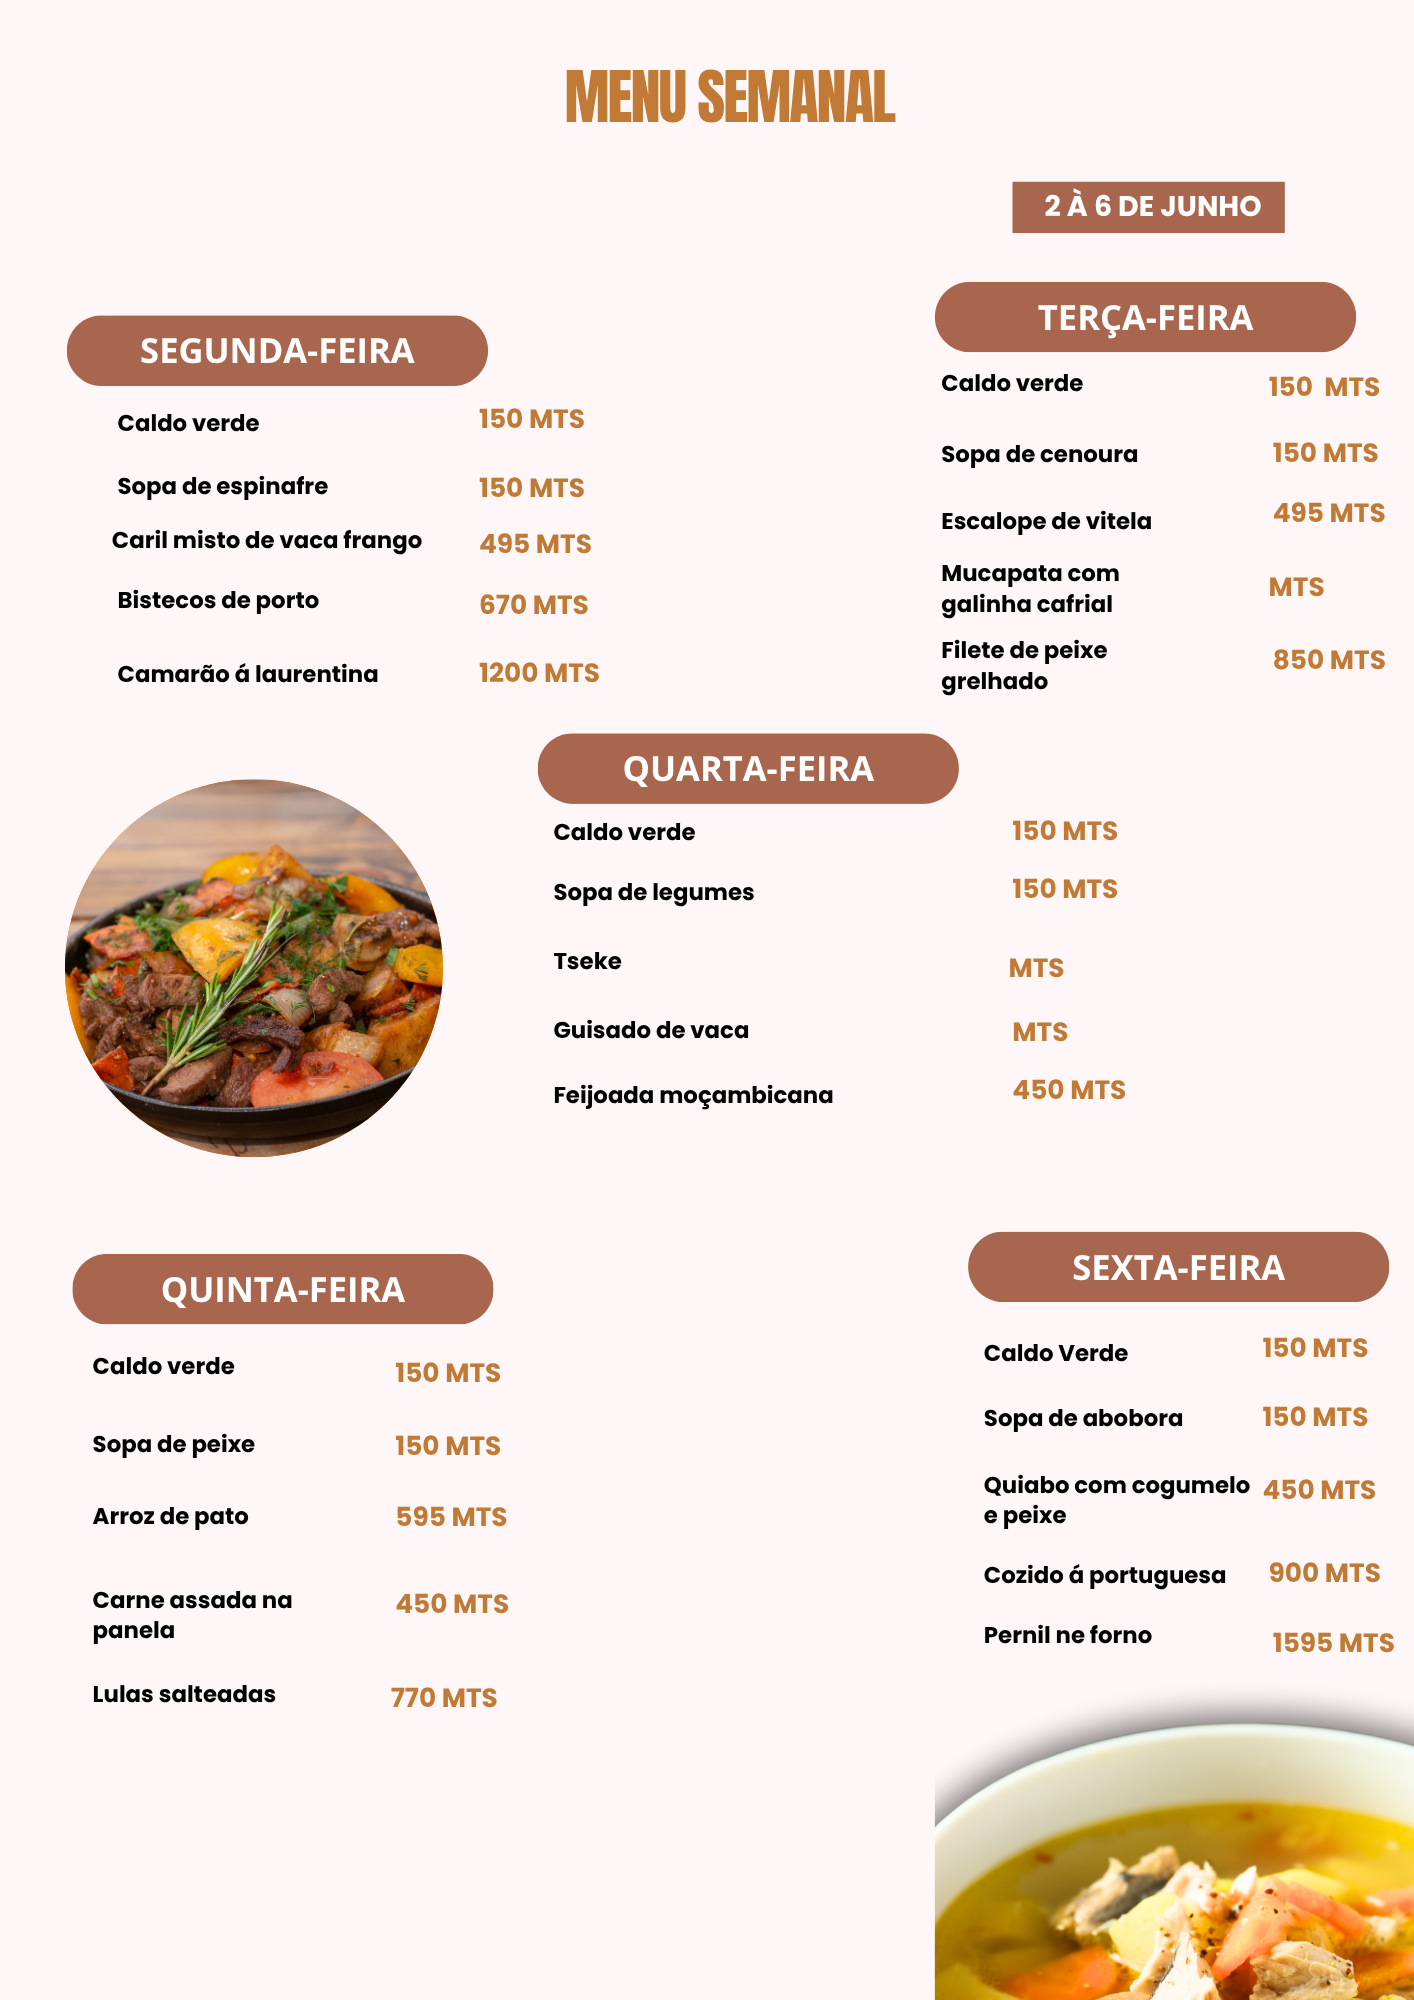 MENU SEMANAL
2 À 6 DE JUNHO
SEGUNDA-FEIRA
Caldo verde 150 MTS
Sopa de espinafre 150 MTS
Caril misto de vaca frango 495 MTS
Bistecos de porto 670 MTS
Camarão á laurentina 1200 MTS
TERÇA-FEIRA
Caldo verde 150 MTS
Sopa de cenoura 150 MTS
Escalope de vitela 495 MTS
Mucapata com
galinha cafrial MTS
Filete de peixe
grelhado 850 MTS
QUARTA-FEIRA
Caldo verde 150 MTS
Sopa de legumes 150 MTS
Tseke MTS
Guisado de vaca MTS
Feijoada moçambicana 450 MTS
QUINTA-FEIRA
Caldo verde 150 MTS
Sopa de peixe 150 MTS
Arroz de pato 595 MTS
Carne assada na 450 MTS
panela
Lulas salteadas 770 MTS
SEXTA-FEIRA
Caldo Verde 150 MTS
Sopa de abobora 150 MTS
Quiabo com cogumelo 450 MTS
e peixe
Cozido á portuguesa 900 MTS
Pernil ne forno 1595 MTS